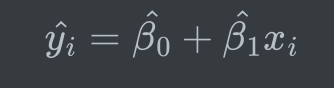 ŷᵢ = β̂₀ + β̂₁xᵢ